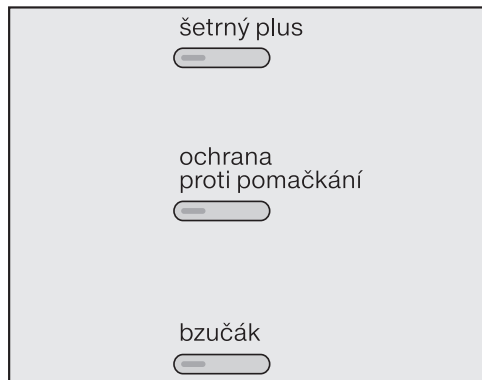 šetrný plus
ochrana
proti pomačkání
bzučák